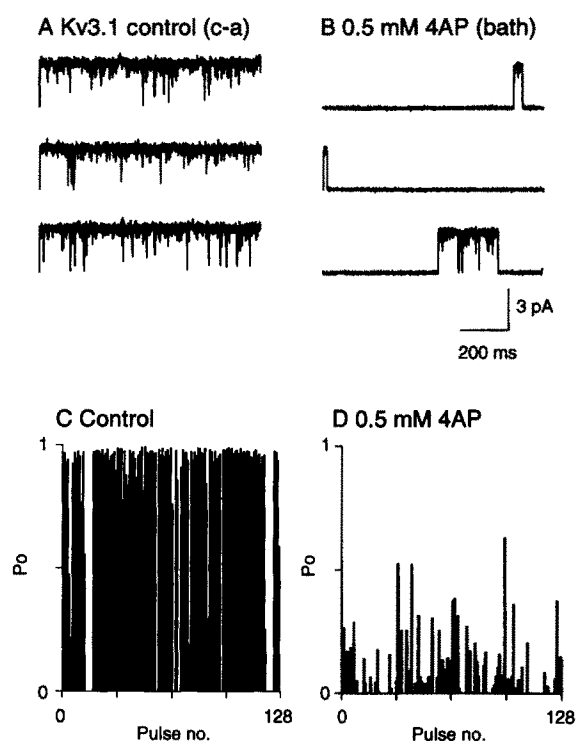 A Kv3.1 control (c-a)
B 0.5 mM 4AP (bath)
3 pA
200 ms
C Control
D 0.5 mM 4AP
1
Po
0
0
128
Pulse no.
1
Po
0
0
128
Pulse no.